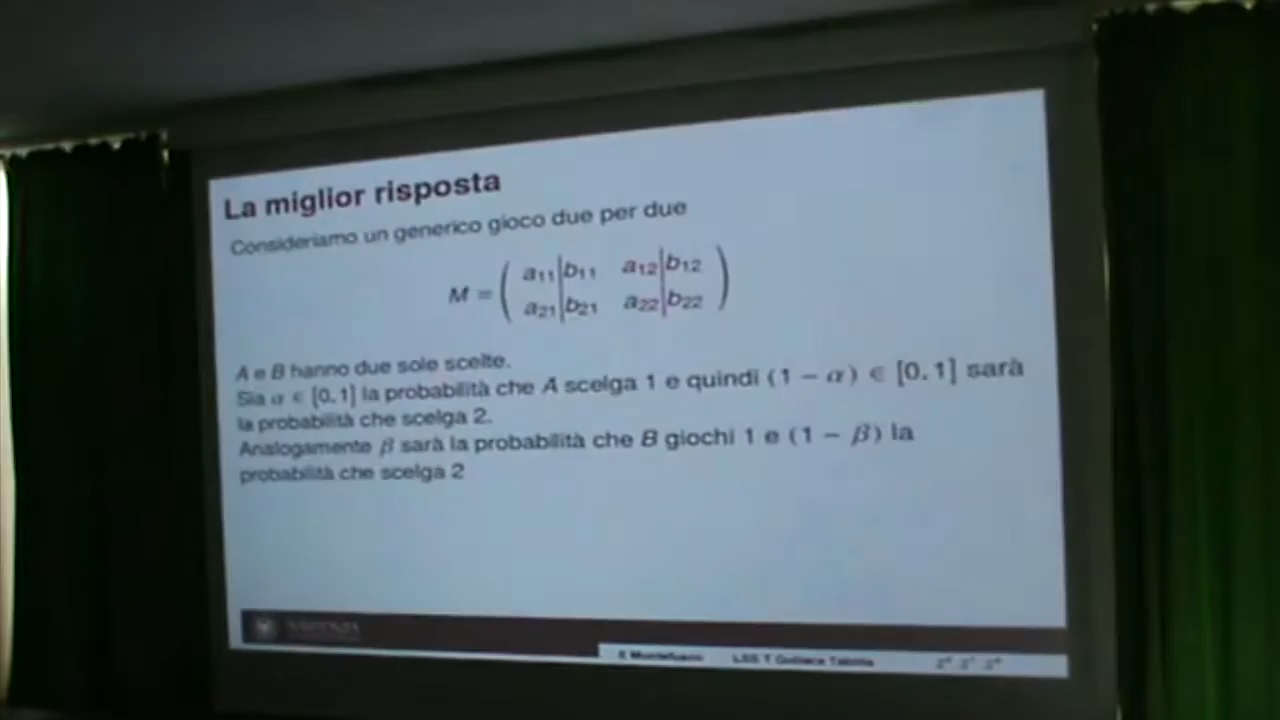 La miglior risposta
Consideriamo un generico gioco due per due
M = ( a11|b11 a12|b12
a21|b21 a22|b22 )
A e B hanno due sole scelte.
Sia α ∈ [0, 1] la probabilità che A scelga 1 e quindi (1 − α) ∈ [0, 1] sarà
la probabilità che scelga 2.
Analogamente β sarà la probabilità che B giochi 1 e (1 − β) la
probabilità che scelga 2